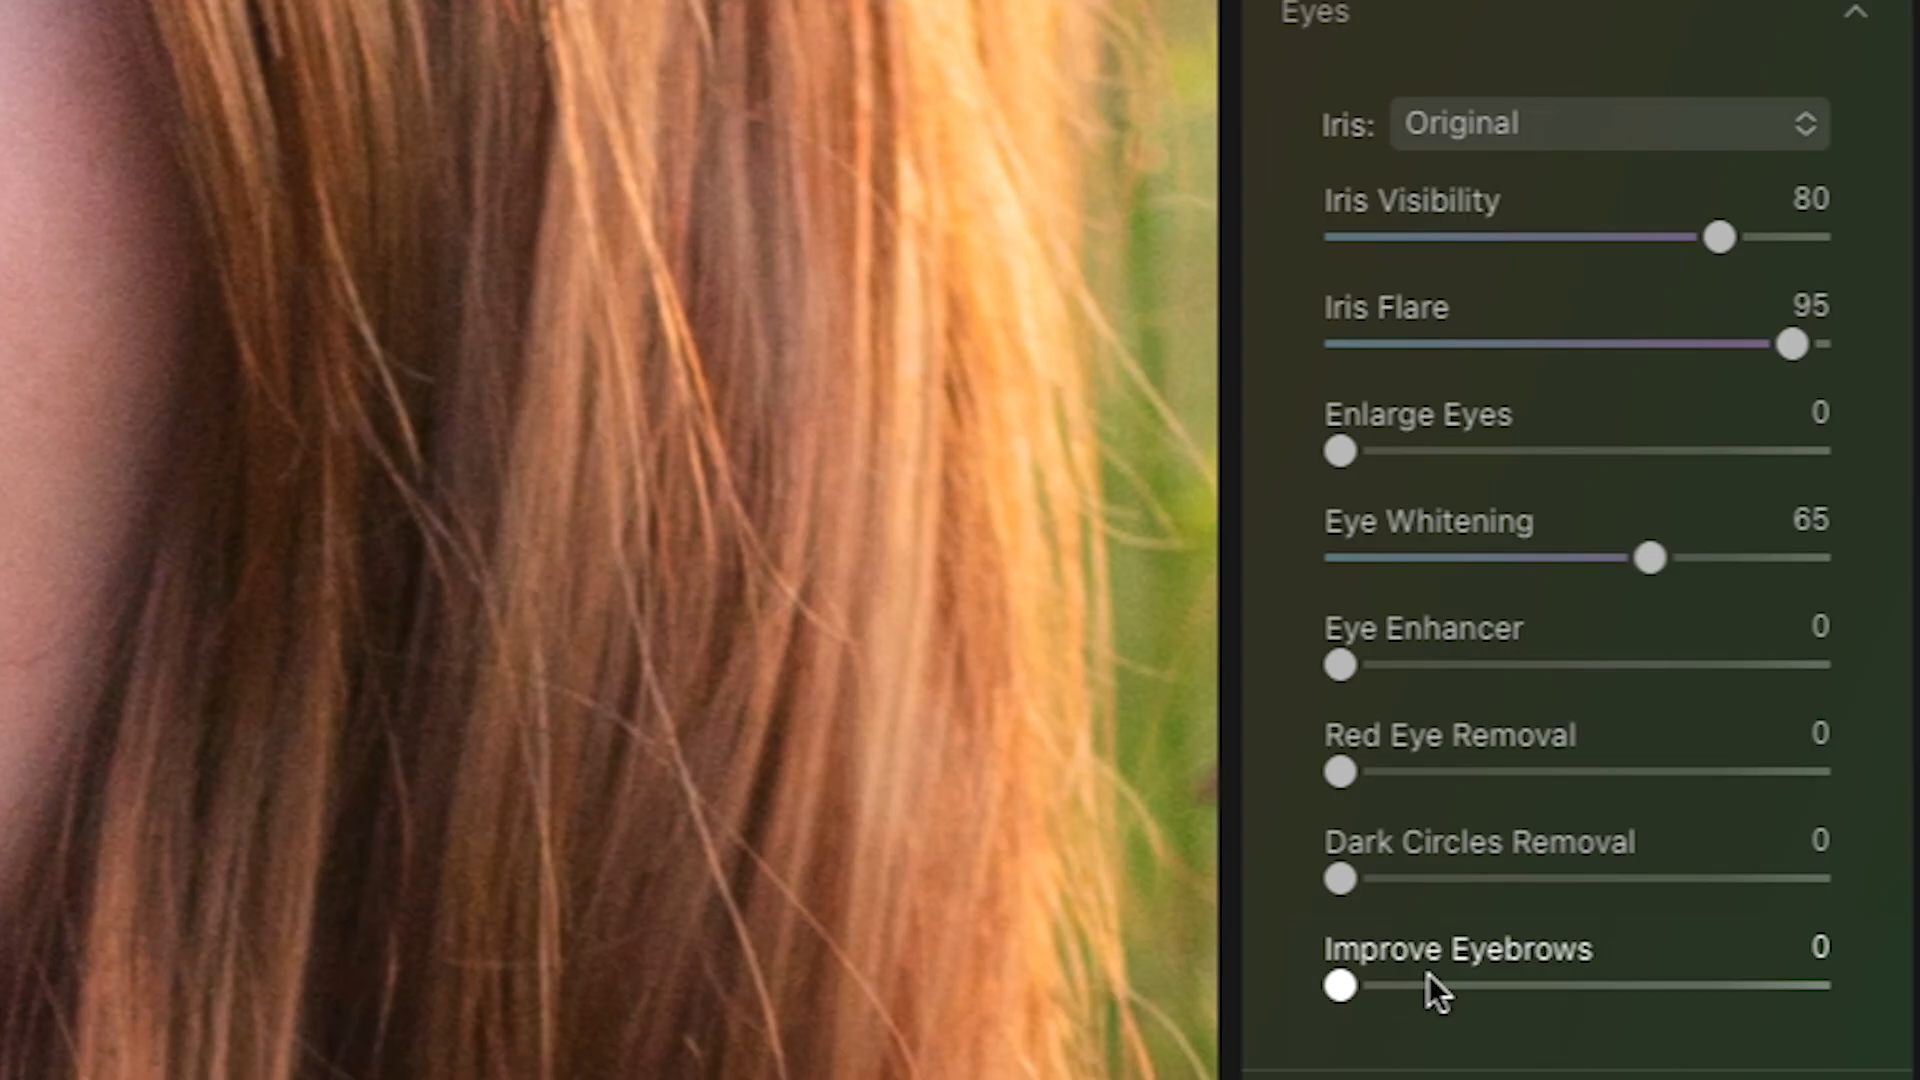 Eyes
Iris: Original
Iris Visibility 80
Iris Flare 95
Enlarge Eyes 0
Eye Whitening 65
Eye Enhancer 0
Red Eye Removal 0
Dark Circles Removal 0
Improve Eyebrows 0